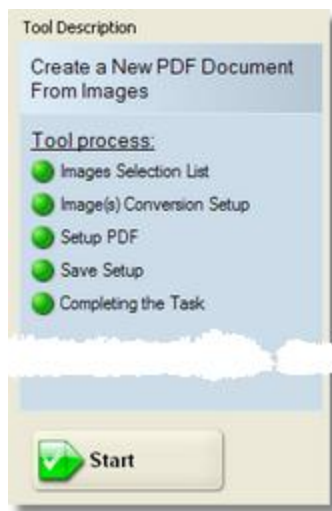 Tool Description
Create a New PDF Document
From Images
Tool process:
Images Selection List
Image(s) Conversion Setup
Setup PDF
Save Setup
Completing the Task
Start